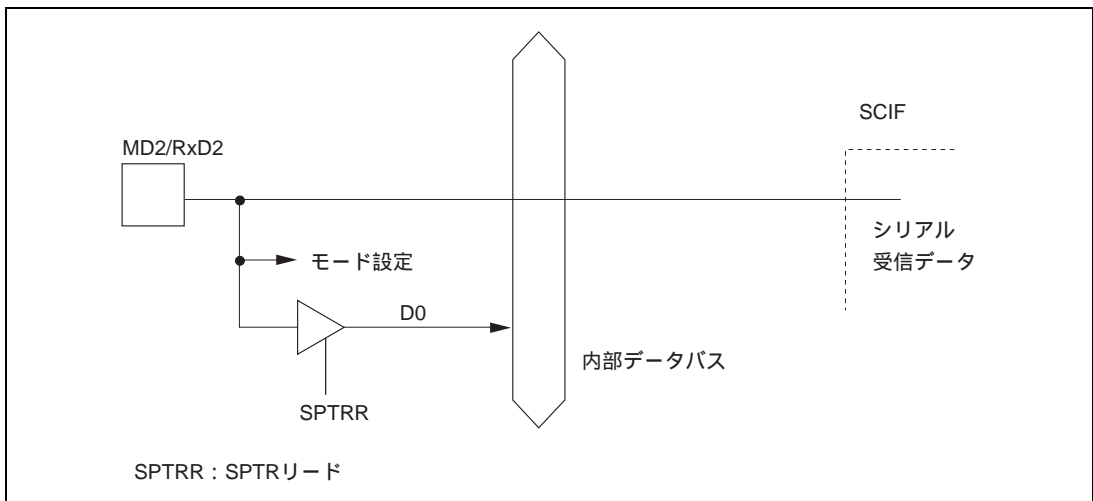 SCIF
MD2/RxD2
シリアル
受信データ
モード設定
D0
内部データバス
SPTRR
SPTRR：SPTRリード